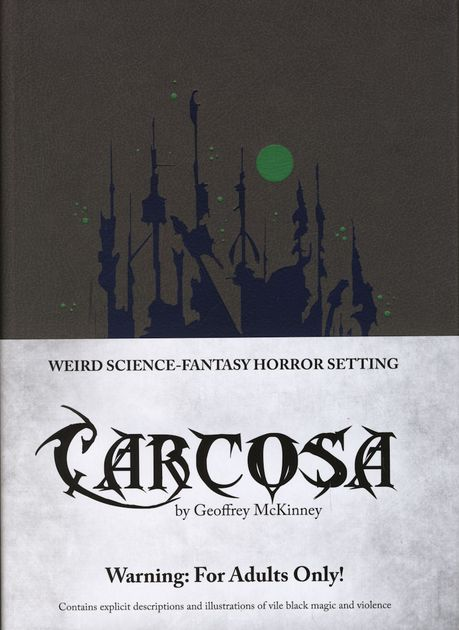 WEIRD SCIENCE-FANTASY HORROR SETTING
CARCOSA
by Geoffrey McKinney
Warning: For Adults Only!
Contains explicit descriptions and illustrations of vile black magic and violence